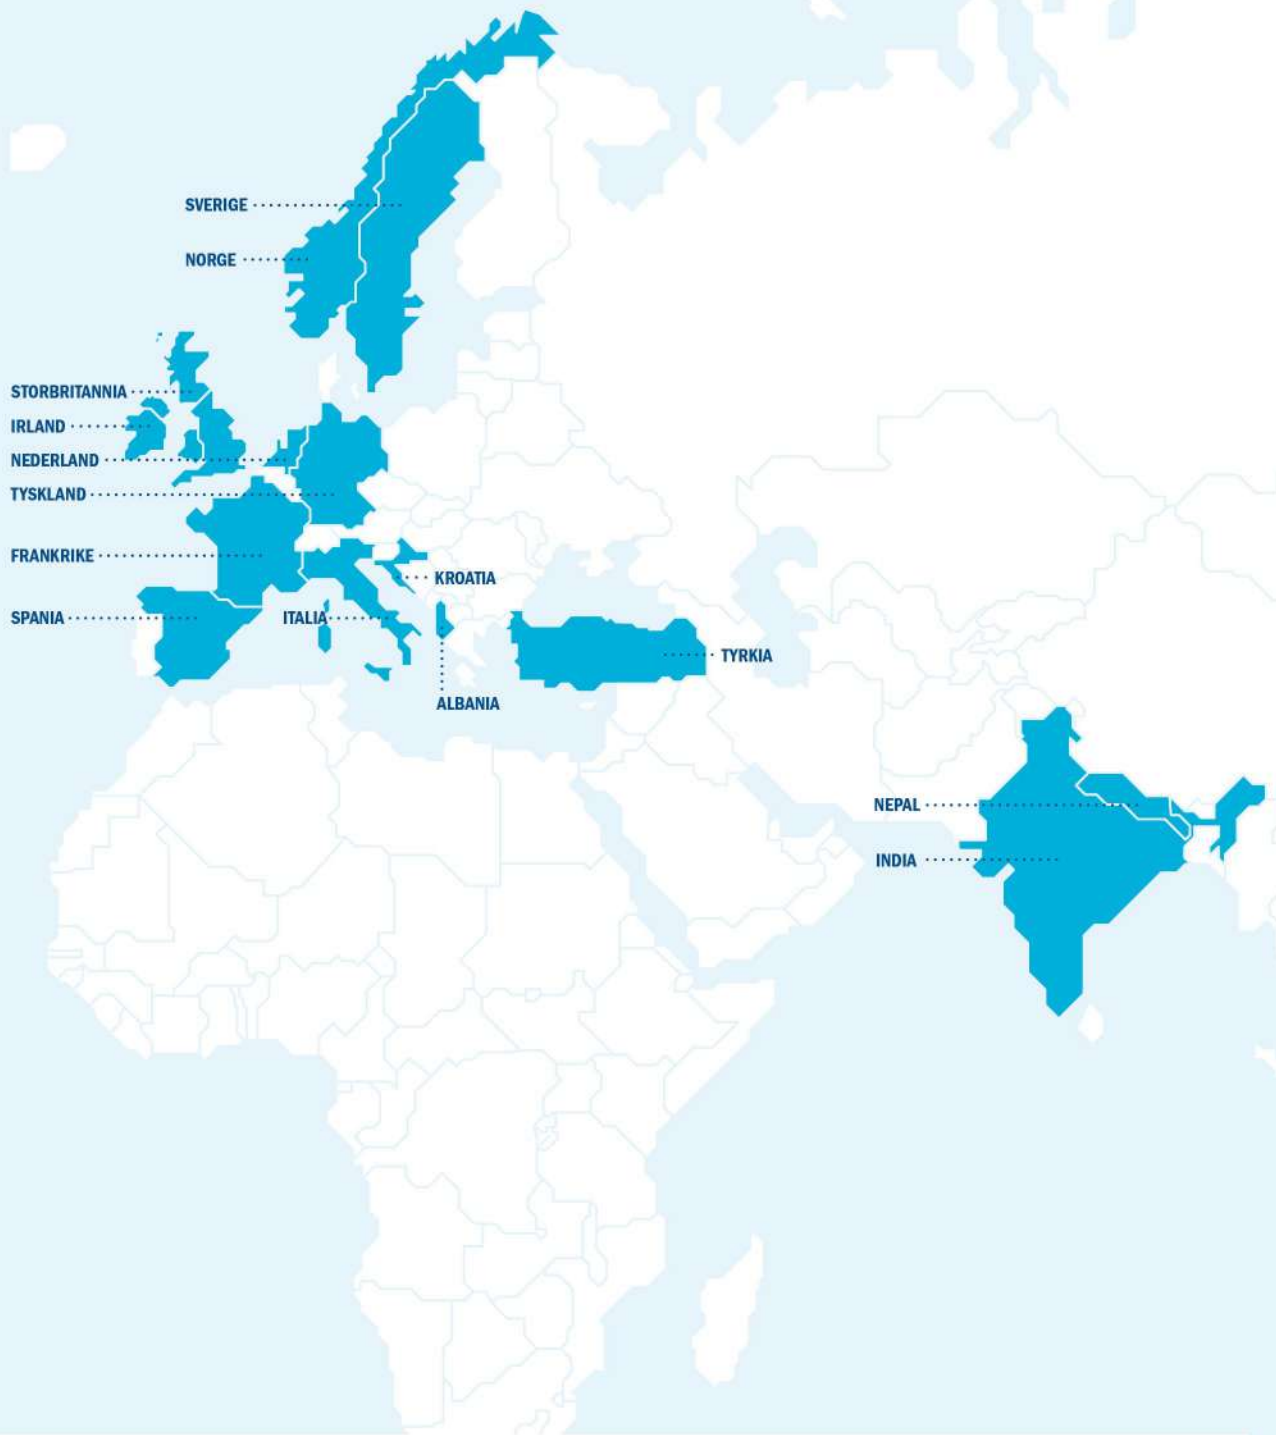 SVERIGE
NORGE
STORBRITANNIA
IRLAND
NEDERLAND
TYSKLAND
FRANKRIKE
KROATIA
SPANIA
ITALIA
TYRKIA
ALBANIA
NEPAL
INDIA